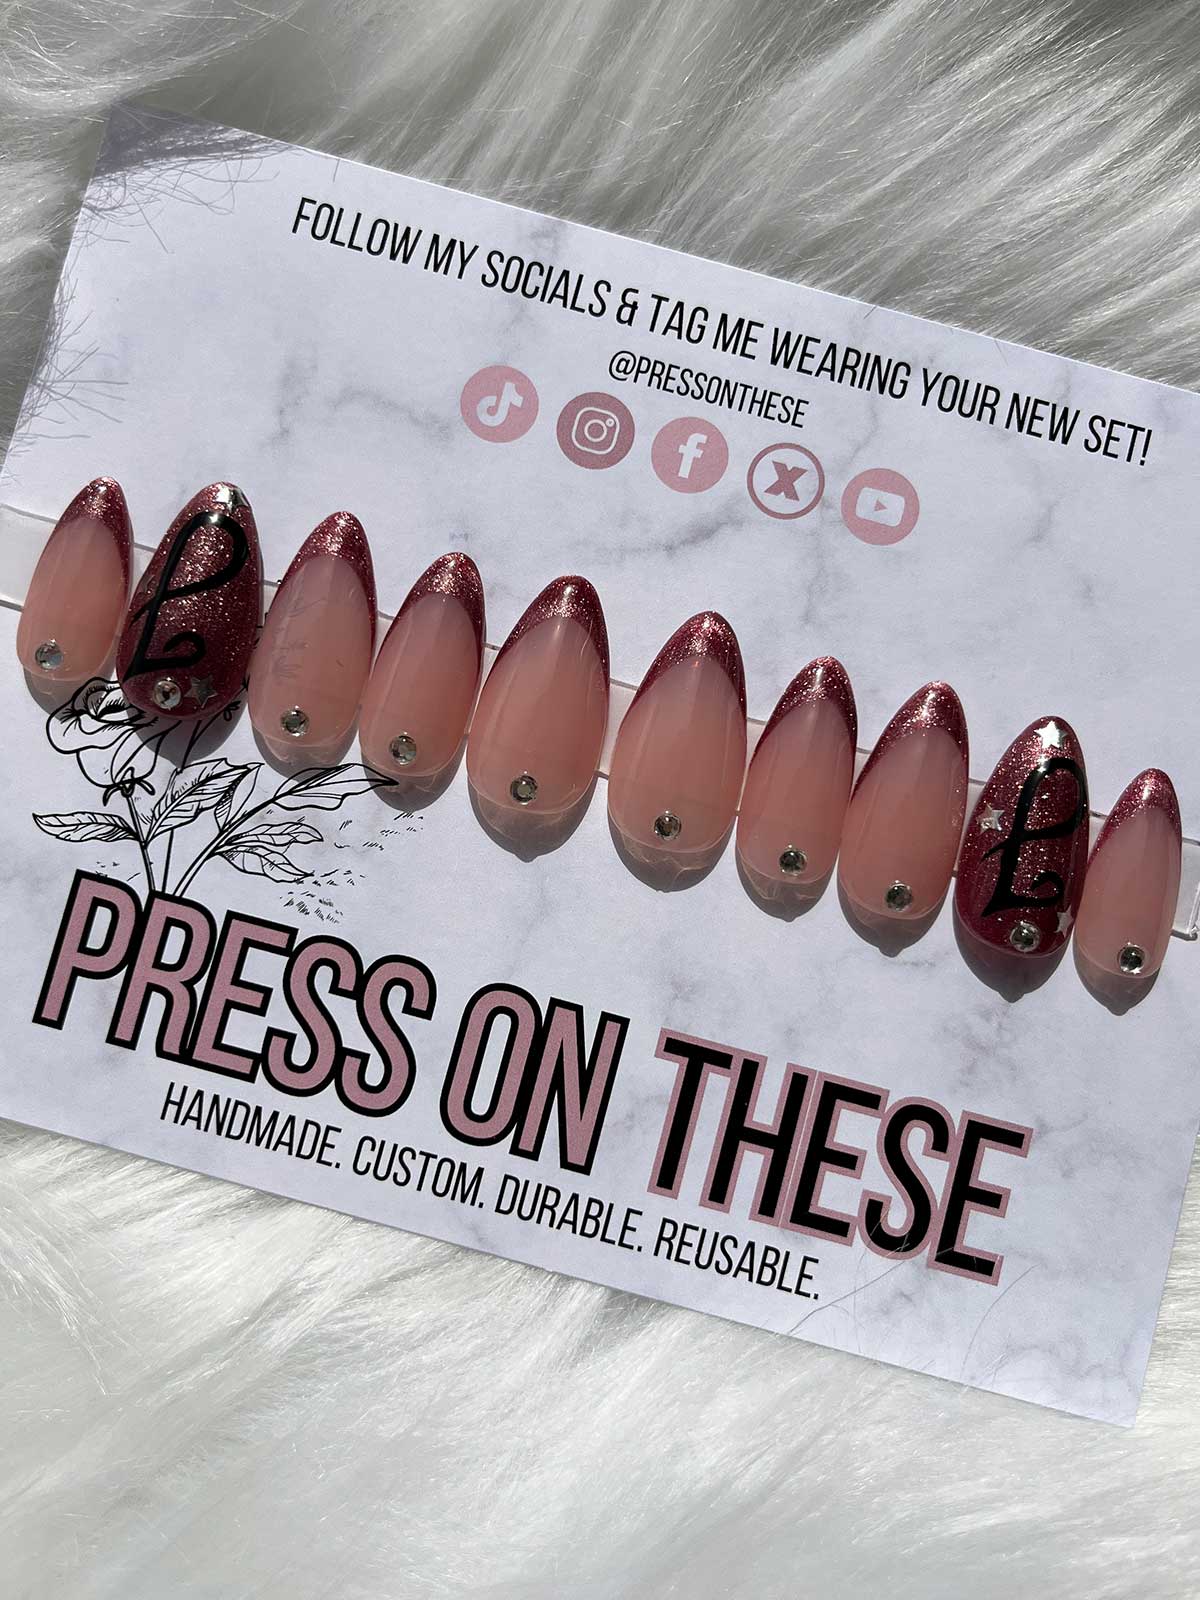 FOLLOW MY SOCIALS & TAG ME WEARING YOUR NEW SET!
@PRESSONTHESE
PRESS ON THESE
HANDMADE. CUSTOM. DURABLE. REUSABLE.